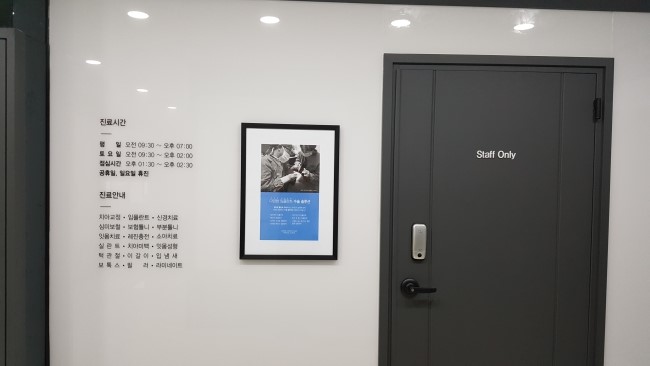 진료시간
평 일 오전 09:30 ~ 오후 07:00
토 요 일 오전 09:30 ~ 오후 02:00
점심시간 오후 01:30 ~ 오후 02:30
공휴일, 일요일 휴진
진료안내
치아교정 • 임플란트 • 신경치료
심미보철 • 보험틀니 • 부분틀니
잇몸치료 • 레진충전 • 소아치료
실 란 트 • 치아미백 • 잇몸성형
턱 관 절 • 이 갈 이 • 입 냄 새
보 톡 스 • 필 러 • 라미네이트
Staff Only